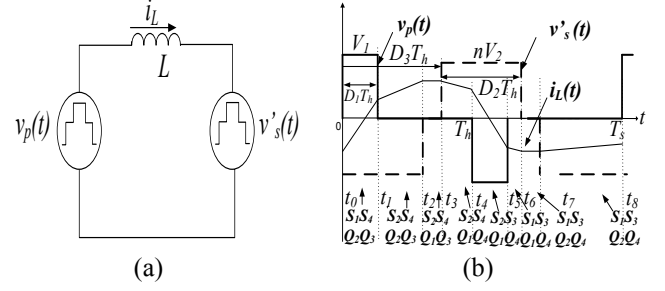 i_L
L
v_p(t)
v'_s(t)
(a)
V_1
v_p(t)
D_3T_h
nV_2
v'_s(t)
D_1T_h
D_2T_h
i_L(t)
0
T_h
T_s
t
t_0 t_1 t_2 t_3 t_4 t_5 t_6 t_7 t_8
S_1S_4 S_2S_4 S_2S_4 S_2S_4 S_2S_3 S_1S_3 S_1S_3 S_1S_3
Q_2Q_3 Q_2Q_3 Q_1Q_3 Q_1Q_4 Q_1Q_4 Q_1Q_4 Q_2Q_4 Q_2Q_4
(b)